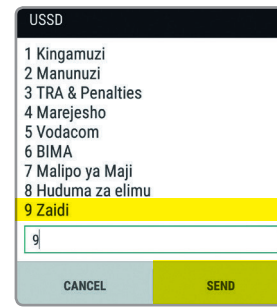 USSD
1 Kingamuzi
2 Manunuzi
3 TRA & Penalties
4 Marejesho
5 Vodacom
6 BIMA
7 Malipo ya Maji
8 Huduma za elimu
9 Zaidi
9
CANCEL SEND